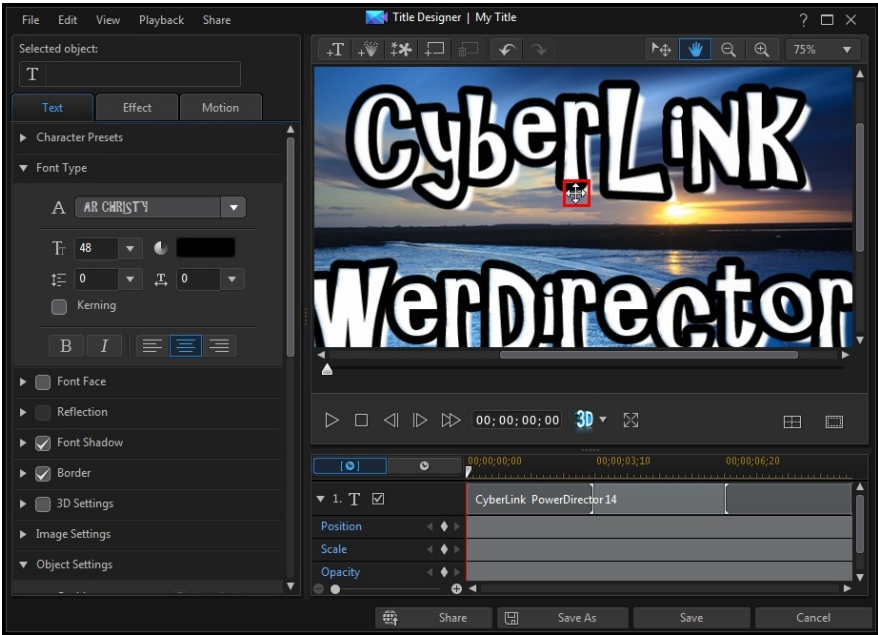 File Edit View Playback Share
Title Designer | My Title
?
Selected object:
T
75%
Text Effect Motion
Character Presets
Font Type
A AR CHRISTY
48
0 0
Kerning
B I
Font Face
Reflection
Font Shadow
Border
3D Settings
Image Settings
Object Settings
CyberLink
WerDirector
00; 00; 00; 00 3D
00;00;00;00 00;00;03;10 00;00;06;20
1. T
CyberLink PowerDirector 14
Position
Scale
Opacity
Share Save As Save Cancel